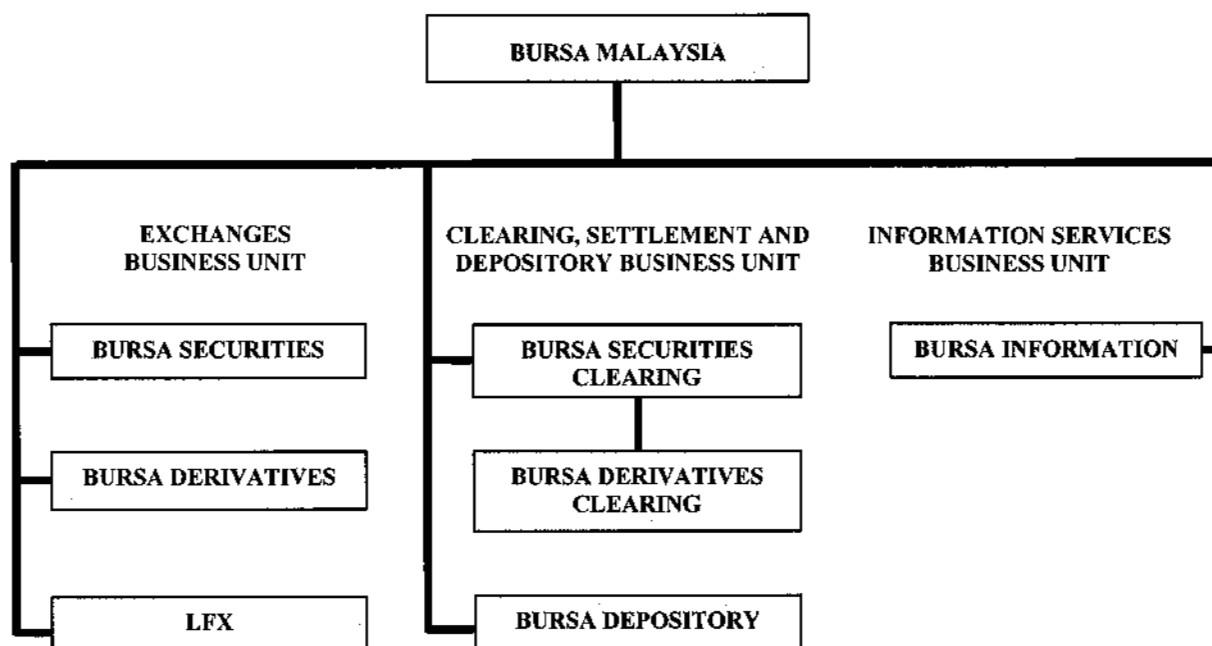 BURSA MALAYSIA
EXCHANGES
BUSINESS UNIT
CLEARING, SETTLEMENT AND
DEPOSITORY BUSINESS UNIT
INFORMATION SERVICES
BUSINESS UNIT
BURSA SECURITIES
BURSA SECURITIES
CLEARING
BURSA INFORMATION
BURSA DERIVATIVES
BURSA DERIVATIVES
CLEARING
LFX
BURSA DEPOSITORY